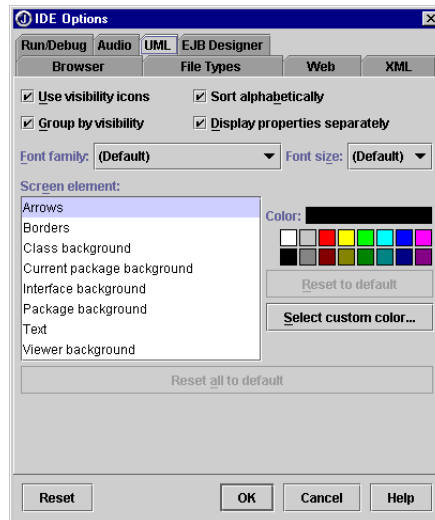 IDE Options
Run/Debug Audio UML EJB Designer
Browser File Types Web XML
Use visibility icons Sort alphabetically
Group by visibility Display properties separately
Font family: (Default) Font size: (Default)
Screen element:
Arrows
Color:
Borders
Class background
Current package background
Interface background
Reset to default
Package background
Select custom color...
Text
Viewer background
Reset all to default
Reset OK Cancel Help